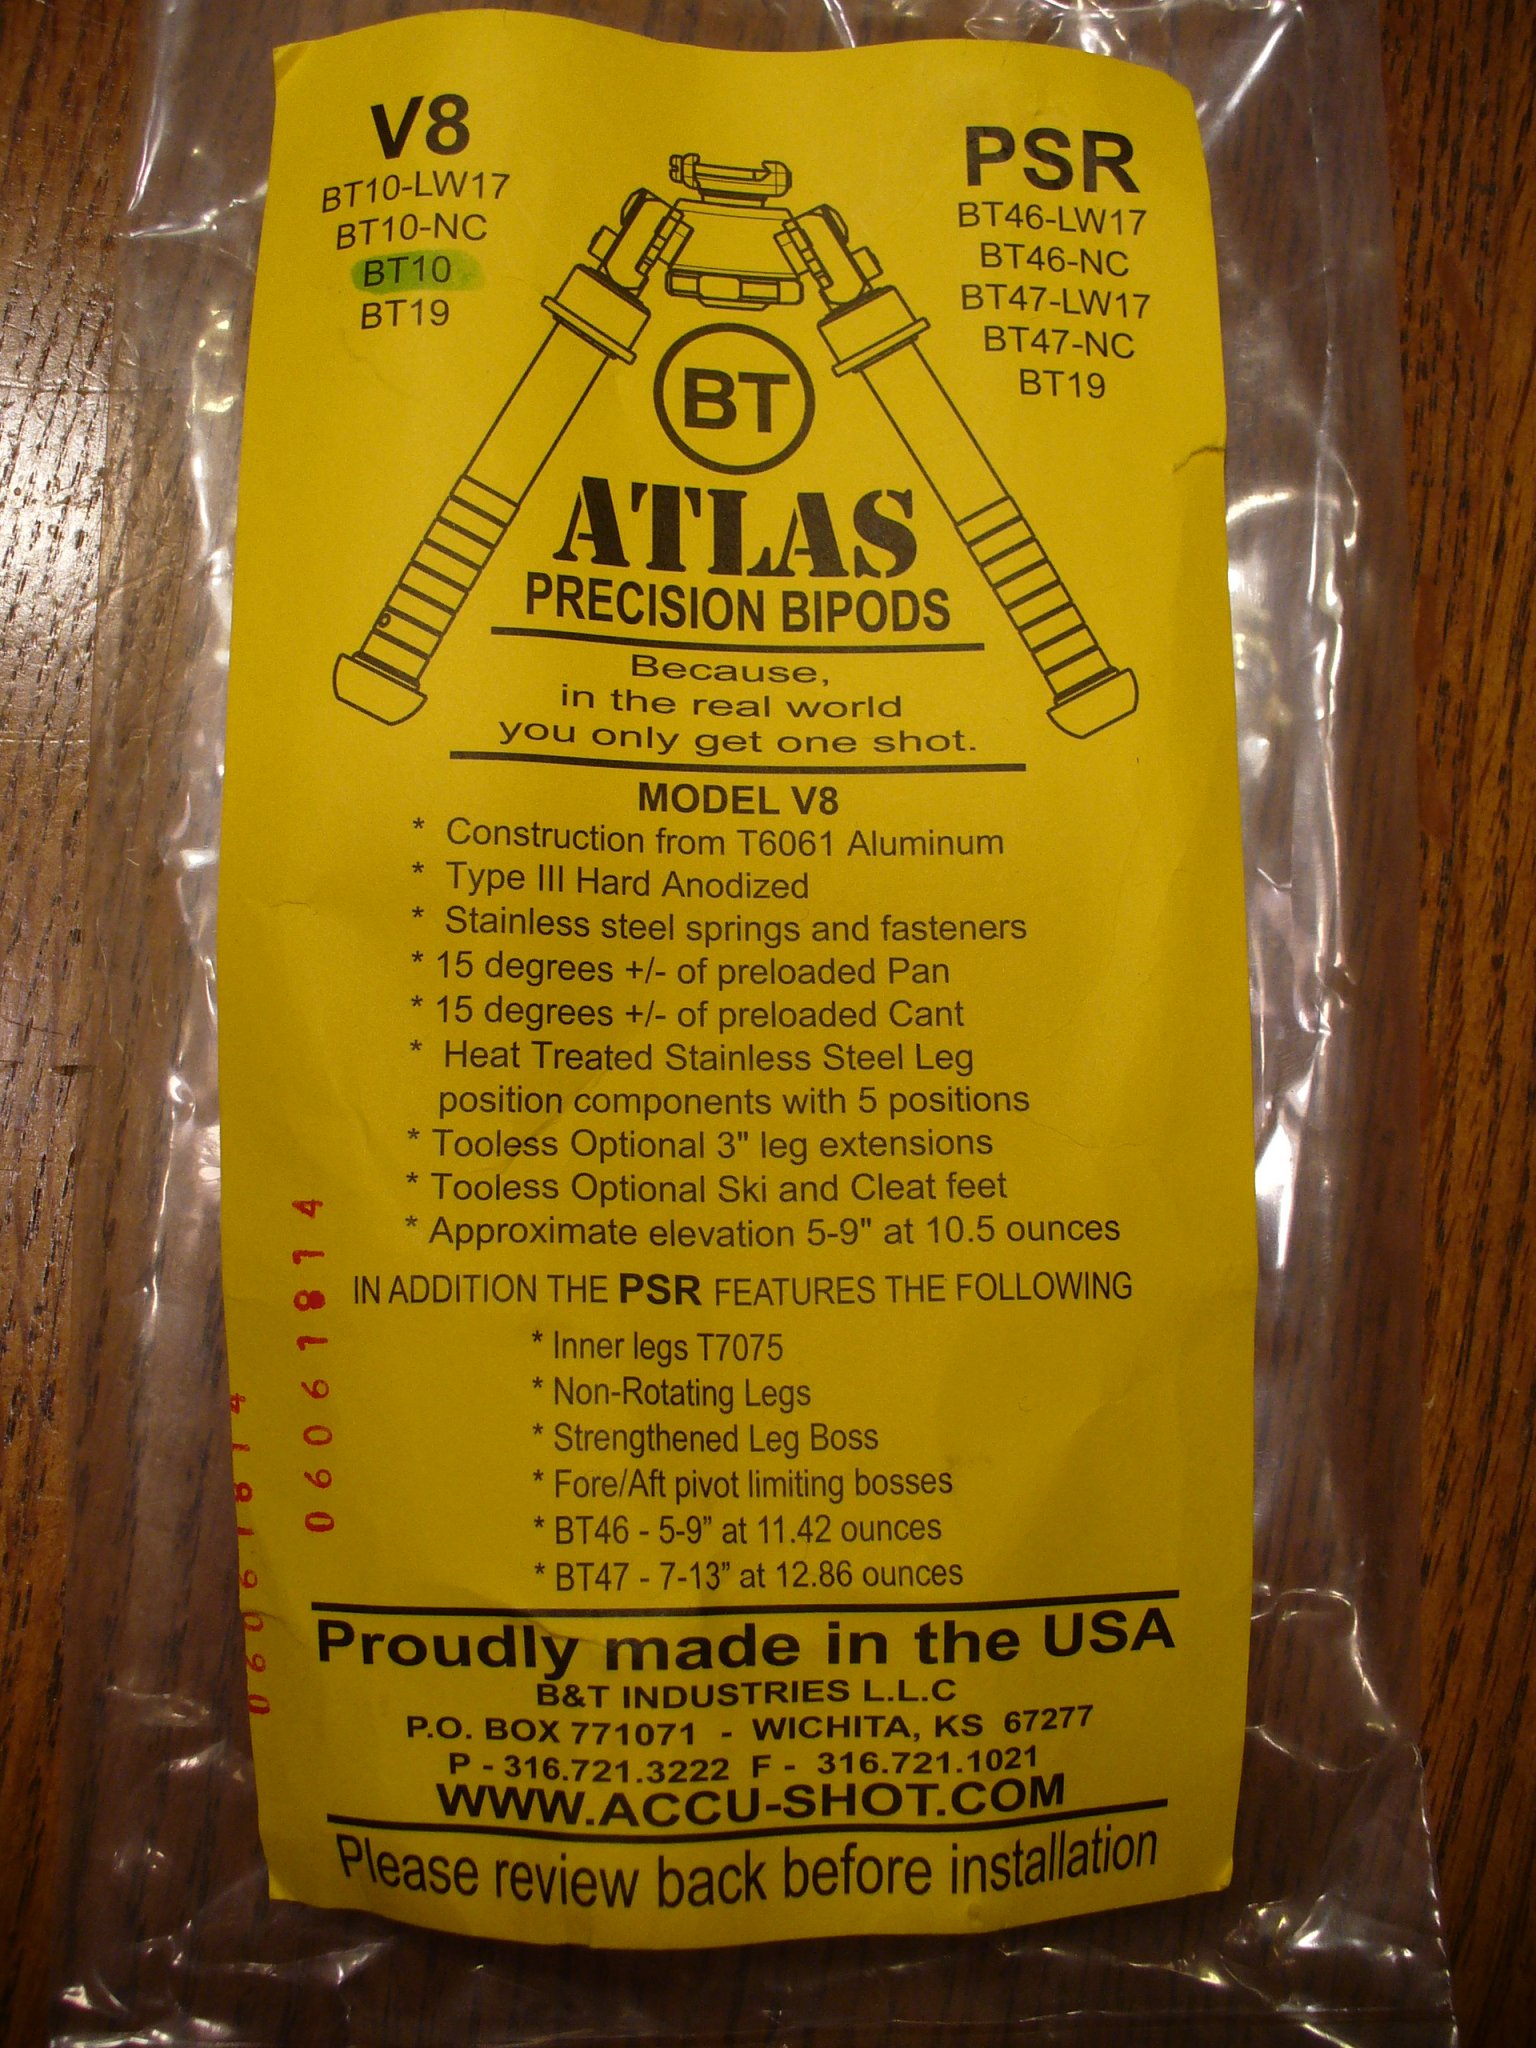 V8
BT10-LW17
BT10-NC
BT10
BT19
PSR
BT46-LW17
BT46-NC
BT47-LW17
BT47-NC
BT19
BT
ATLAS
PRECISION BIPODS
Because,
in the real world
you only get one shot.
MODEL V8
* Construction from T6061 Aluminum
* Type III Hard Anodized
* Stainless steel springs and fasteners
* 15 degrees +/- of preloaded Pan
* 15 degrees +/- of preloaded Cant
* Heat Treated Stainless Steel Leg
position components with 5 positions
* Tooless Optional 3" leg extensions
* Tooless Optional Ski and Cleat feet
* Approximate elevation 5-9" at 10.5 ounces
IN ADDITION THE PSR FEATURES THE FOLLOWING
* Inner legs T7075
* Non-Rotating Legs
* Strengthened Leg Boss
* Fore/Aft pivot limiting bosses
* BT46 - 5-9” at 11.42 ounces
* BT47 - 7-13” at 12.86 ounces
Proudly made in the USA
B&T INDUSTRIES L.L.C
P.O. BOX 771071 - WICHITA, KS 67277
P - 316.721.3222 F - 316.721.1021
WWW.ACCU-SHOT.COM
Please review back before installation
06061814
06061814